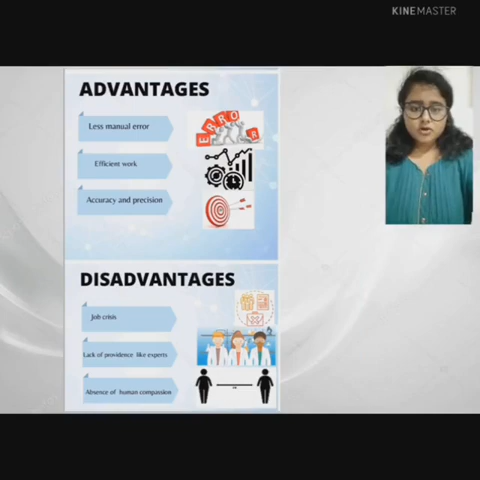 KINEMASTER
ADVANTAGES
Less manual error
ERROR
Efficient work
Accuracy and precision
DISADVANTAGES
Job crisis
Lack of providence like experts
Absence of human compassion